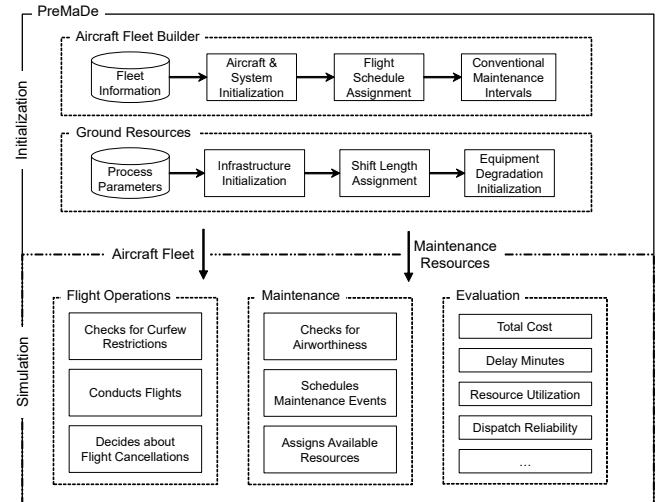 PreMaDe
Initialization
Aircraft Fleet Builder
Fleet
Information
Aircraft &
System
Initialization
Flight
Schedule
Assignment
Conventional
Maintenance
Intervals
Ground Resources
Process
Parameters
Infrastructure
Initialization
Shift Length
Assignment
Equipment
Degradation
Initialization
Aircraft Fleet
Maintenance
Resources
Simulation
Flight Operations
Checks for Curfew
Restrictions
Conducts Flights
Decides about
Flight Cancellations
Maintenance
Checks for
Airworthiness
Schedules
Maintenance Events
Assigns Available
Resources
Evaluation
Total Cost
Delay Minutes
Resource Utilization
Dispatch Reliability
…